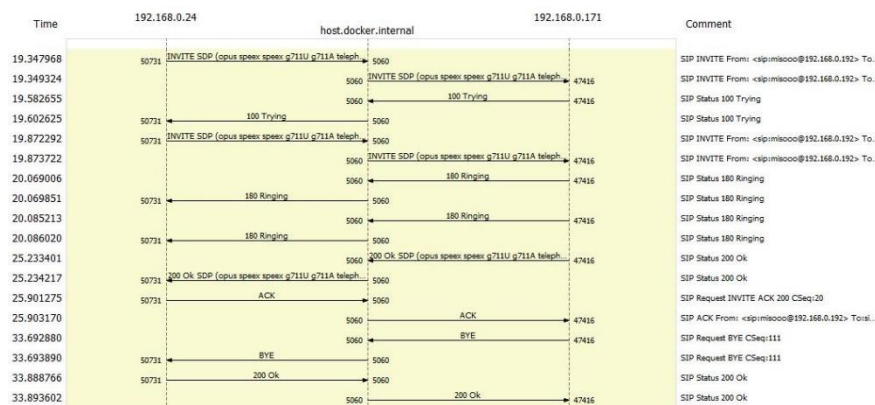 Time 192.168.0.24 host.docker.internal 192.168.0.171 Comment
19.347968 50731 INVITE SDP (opus speex speex g711U g711A teleph... 5060 SIP INVITE From: <sip:misooo@192.168.0.192> To...
19.349324 5060 INVITE SDP (opus speex speex g711U g711A teleph... 47416 SIP INVITE From: <sip:misooo@192.168.0.192> To...
19.582655 5060 100 Trying 47416 SIP Status 100 Trying
19.602625 50731 100 Trying 5060 SIP Status 100 Trying
19.872292 50731 INVITE SDP (opus speex speex g711U g711A teleph... 5060 SIP INVITE From: <sip:misooo@192.168.0.192> To...
19.873722 5060 INVITE SDP (opus speex speex g711U g711A teleph... 47416 SIP INVITE From: <sip:misooo@192.168.0.192> To...
20.069006 5060 180 Ringing 47416 SIP Status 180 Ringing
20.069851 50731 180 Ringing 5060 SIP Status 180 Ringing
20.085213 5060 180 Ringing 47416 SIP Status 180 Ringing
20.086020 50731 180 Ringing 5060 SIP Status 180 Ringing
25.233401 5060 200 Ok SDP (opus speex speex g711U g711A teleph... 47416 SIP Status 200 Ok
25.234217 50731 200 Ok SDP (opus speex speex g711U g711A teleph... 5060 SIP Status 200 Ok
25.901275 50731 ACK 5060 SIP Request INVITE ACK 200 CSeq:20
25.903170 5060 ACK 47416 SIP ACK From: <sip:misooo@192.168.0.192> To:si...
33.692880 5060 BYE 47416 SIP Request BYE CSeq:111
33.693890 50731 BYE 5060 SIP Request BYE CSeq:111
33.888766 50731 200 Ok 5060 SIP Status 200 Ok
33.893602 5060 200 Ok 47416 SIP Status 200 Ok